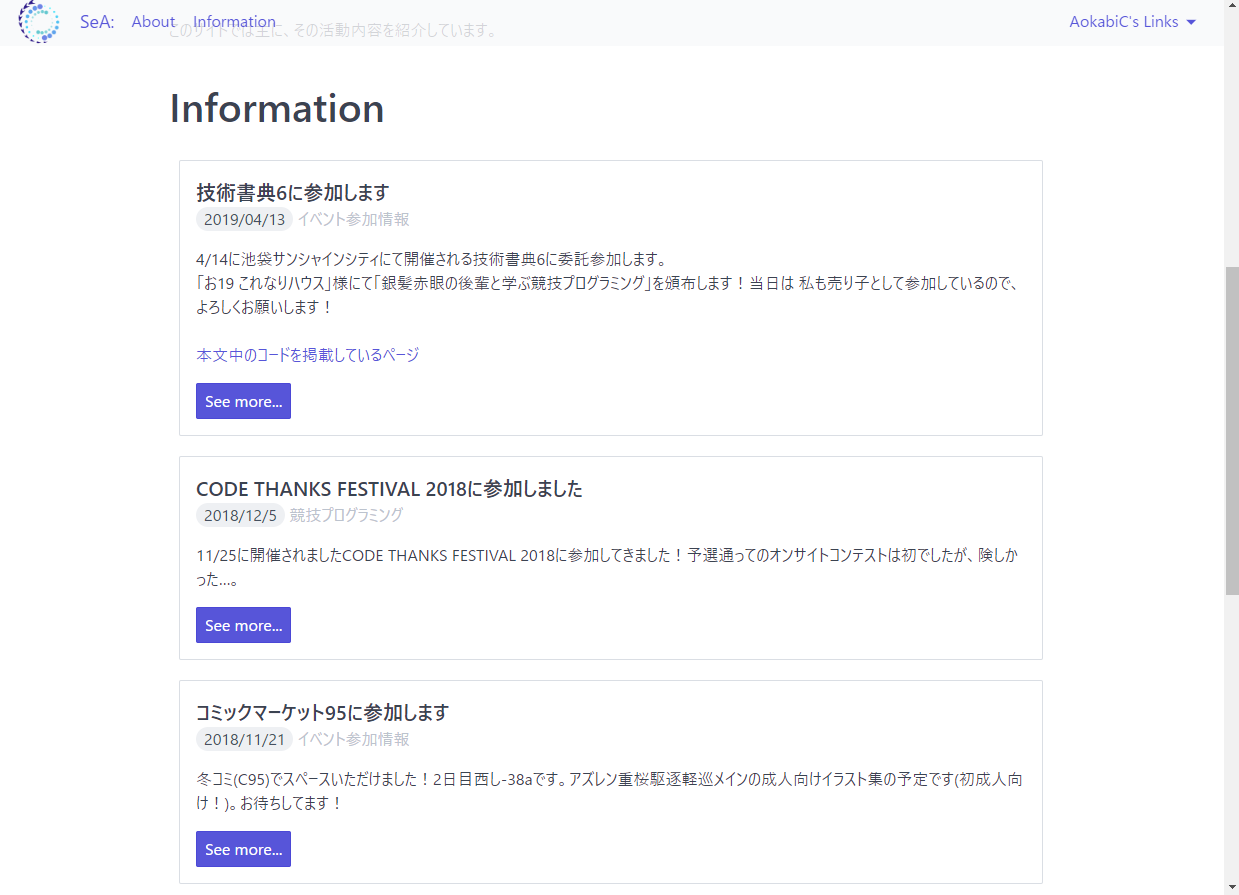 SeA: About Information AokabiC's Links
このサイトでは主に、その活動内容を紹介しています。
Information
技術書典6に参加します
2019/04/13 イベント参加情報
4/14に池袋サンシャインシティにて開催される技術書典6に委託参加します。
「お19 これなりハウス」様にて「銀髪赤眼の後輩と学ぶ競技プログラミング」を頒布します！当日は 私も売り子として参加しているので、
よろしくお願いします！
本文中のコードを掲載しているページ
See more...
CODE THANKS FESTIVAL 2018に参加しました
2018/12/5 競技プログラミング
11/25に開催されましたCODE THANKS FESTIVAL 2018に参加してきました！予選通ってのオンサイトコンテストは初でしたが、険しか
った…。
See more...
コミックマーケット95に参加します
2018/11/21 イベント参加情報
冬コミ(C95)でスペースいただけました！2日目西し-38aです。アズレン重桜駆逐軽巡メインの成人向けイラスト集の予定です(初成人向
け！)。お待ちしてます！
See more...